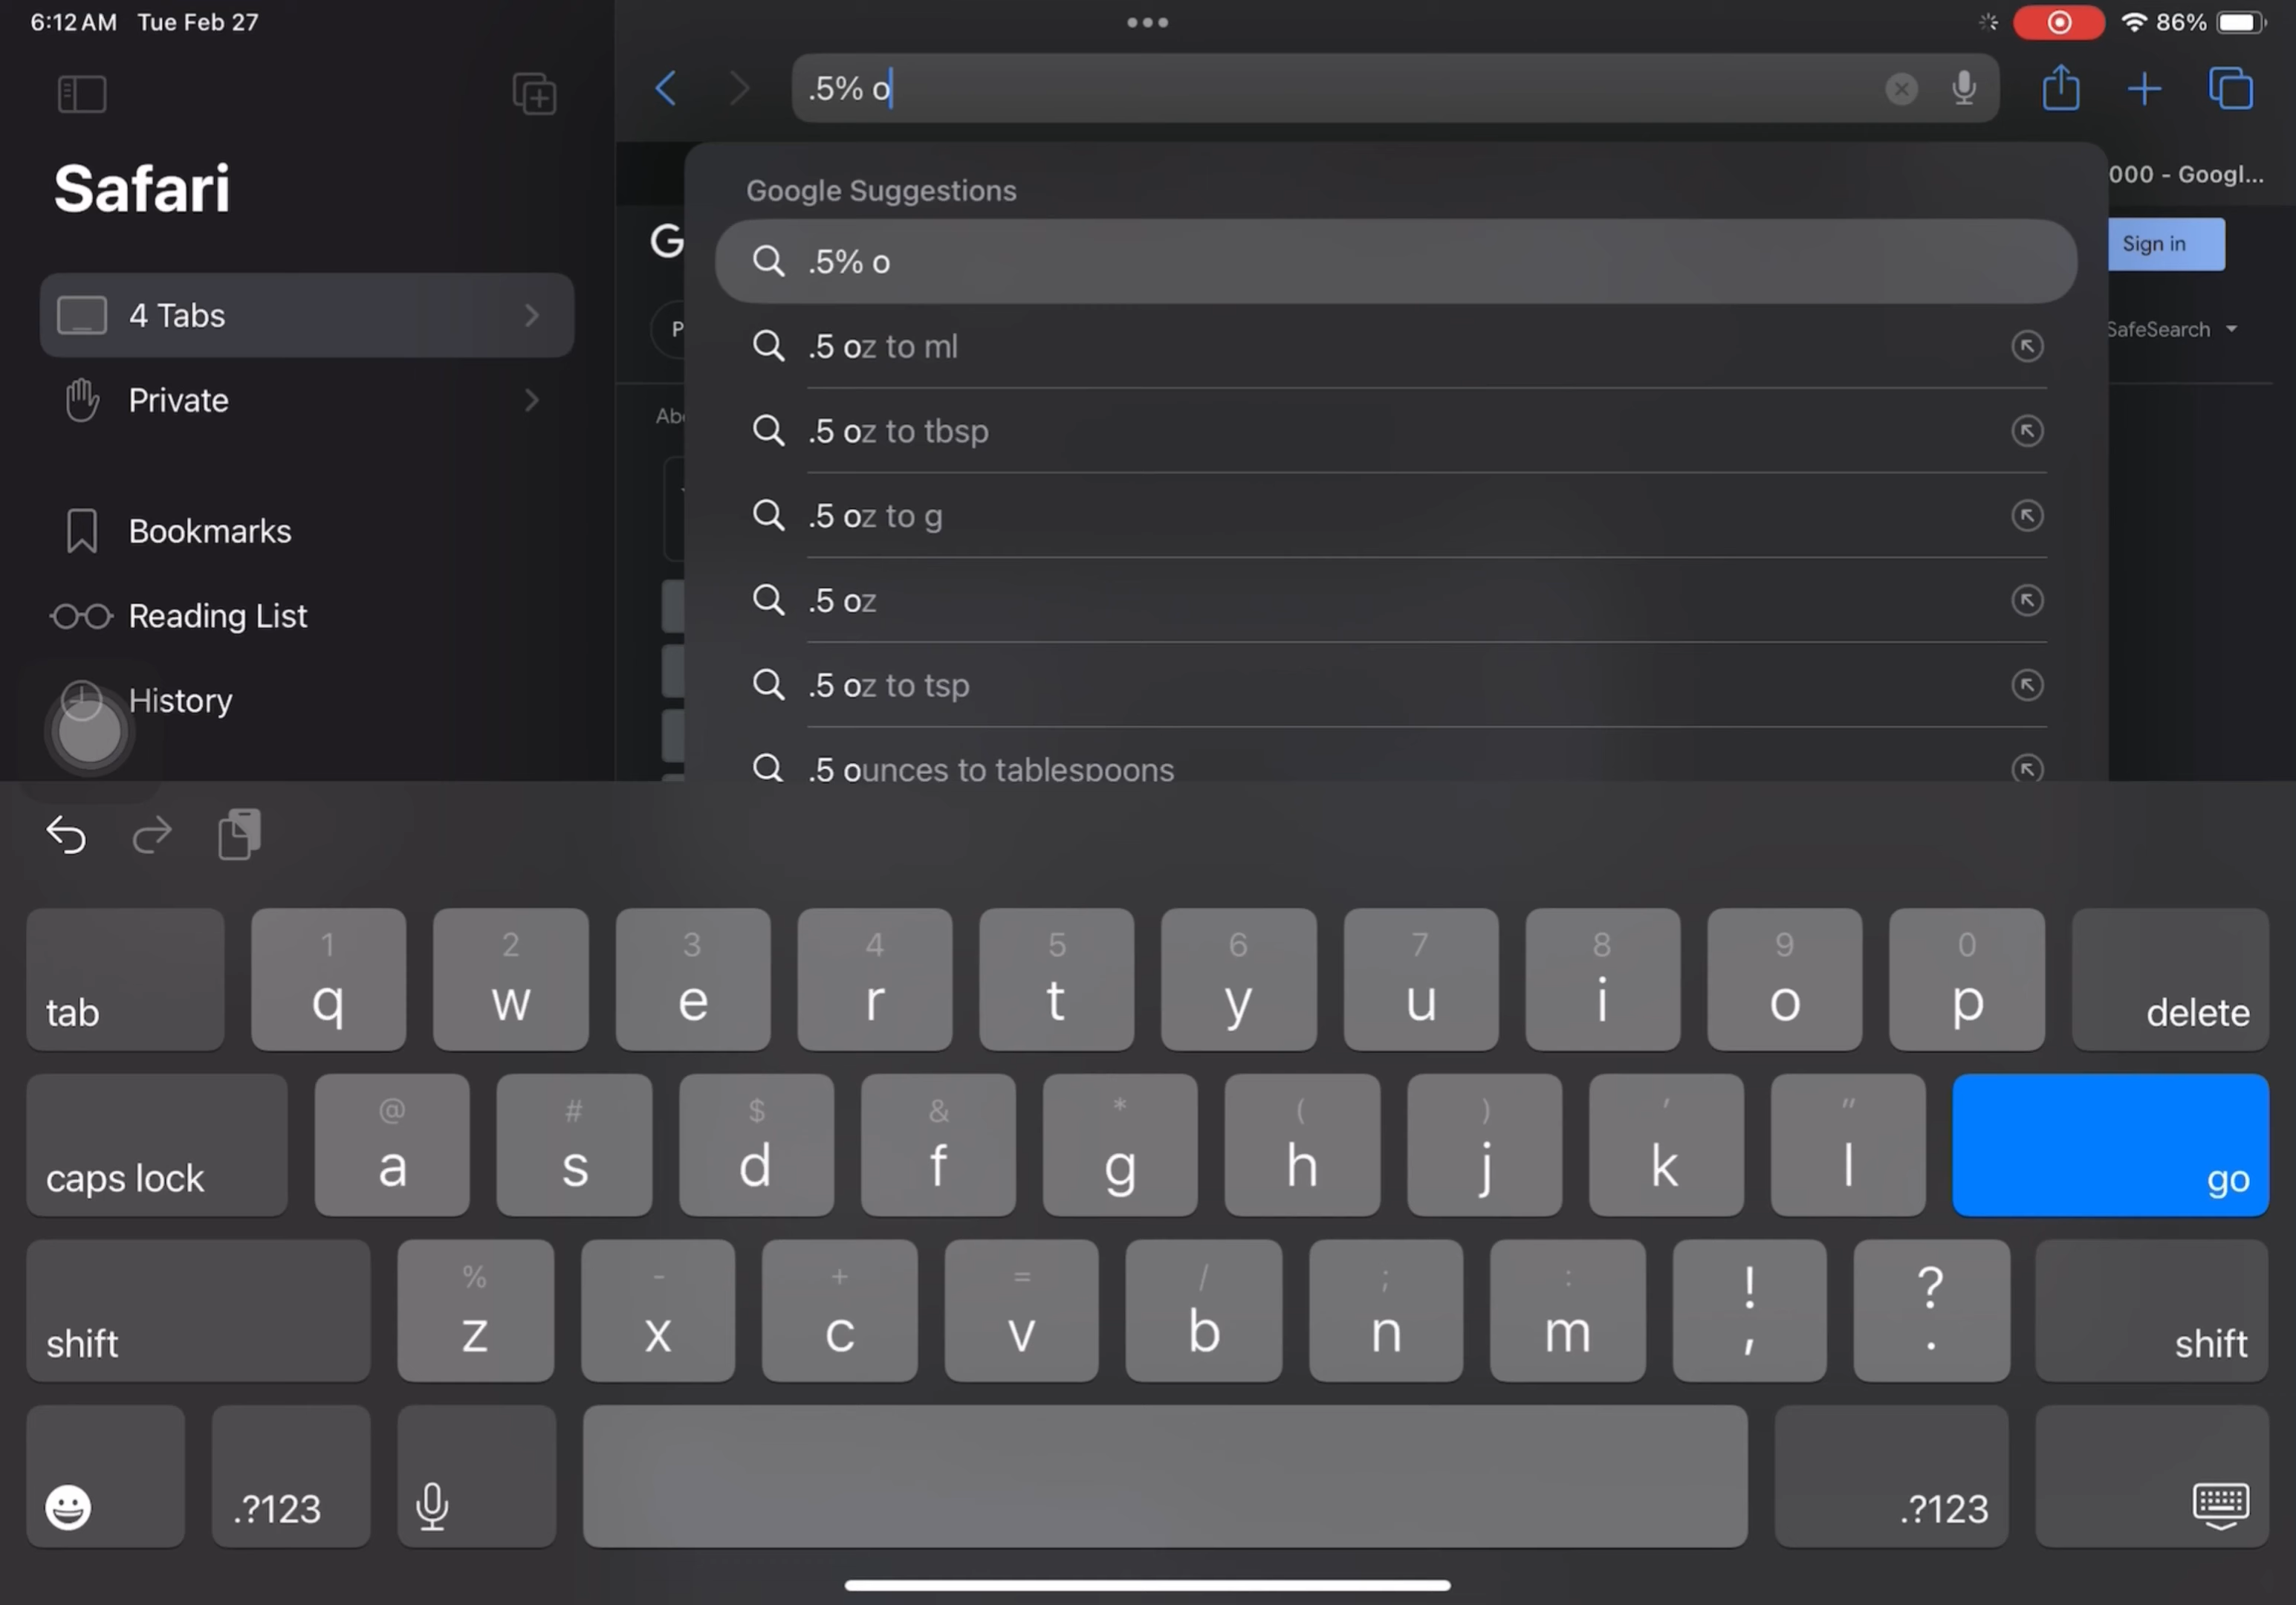 6:12 AM Tue Feb 27
86%
.5% o
Safari
Google Suggestions
000 - Googl...
G
.5% o
Sign in
4 Tabs
P
.5 oz to ml
SafeSearch
Private
.5 oz to tbsp
.5 oz to g
Bookmarks
.5 oz
Reading List
.5 oz to tsp
History
.5 ounces to tablespoons
tab 1 q 2 w 3 e 4 r 5 t 6 y 7 u 8 i 9 o 0 p delete
caps lock @ a # s $ d & f * g ( h ) j ' k " l go
shift % z - x + c = v / b ; n : m ! , ? . shift
.?123 .?123